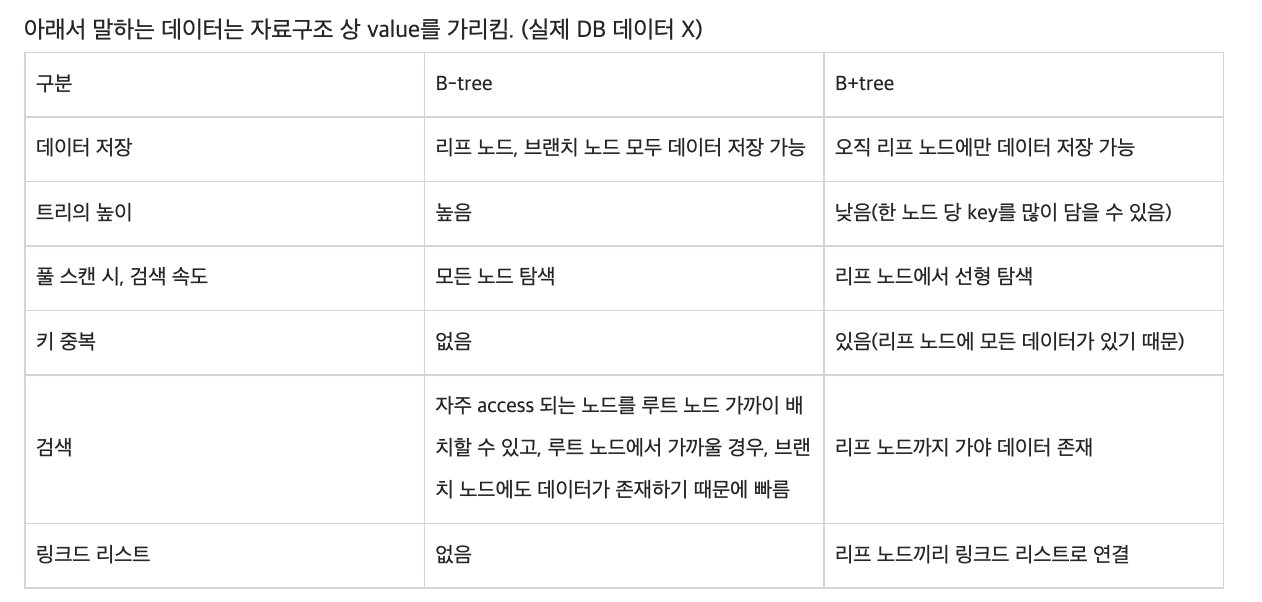 아래서 말하는 데이터는 자료구조 상 value를 가리킴. (실제 DB 데이터 X)
구분 B-tree B+tree
데이터 저장 리프 노드, 브랜치 노드 모두 데이터 저장 가능 오직 리프 노드에만 데이터 저장 가능
트리의 높이 높음 낮음(한 노드 당 key를 많이 담을 수 있음)
풀 스캔 시, 검색 속도 모든 노드 탐색 리프 노드에서 선형 탐색
키 중복 없음 있음(리프 노드에 모든 데이터가 있기 때문)
검색
자주 access 되는 노드를 루트 노드 가까이 배
치할 수 있고, 루트 노드에서 가까울 경우, 브랜
치 노드에도 데이터가 존재하기 때문에 빠름
리프 노드까지 가야 데이터 존재
링크드 리스트 없음 리프 노드끼리 링크드 리스트로 연결